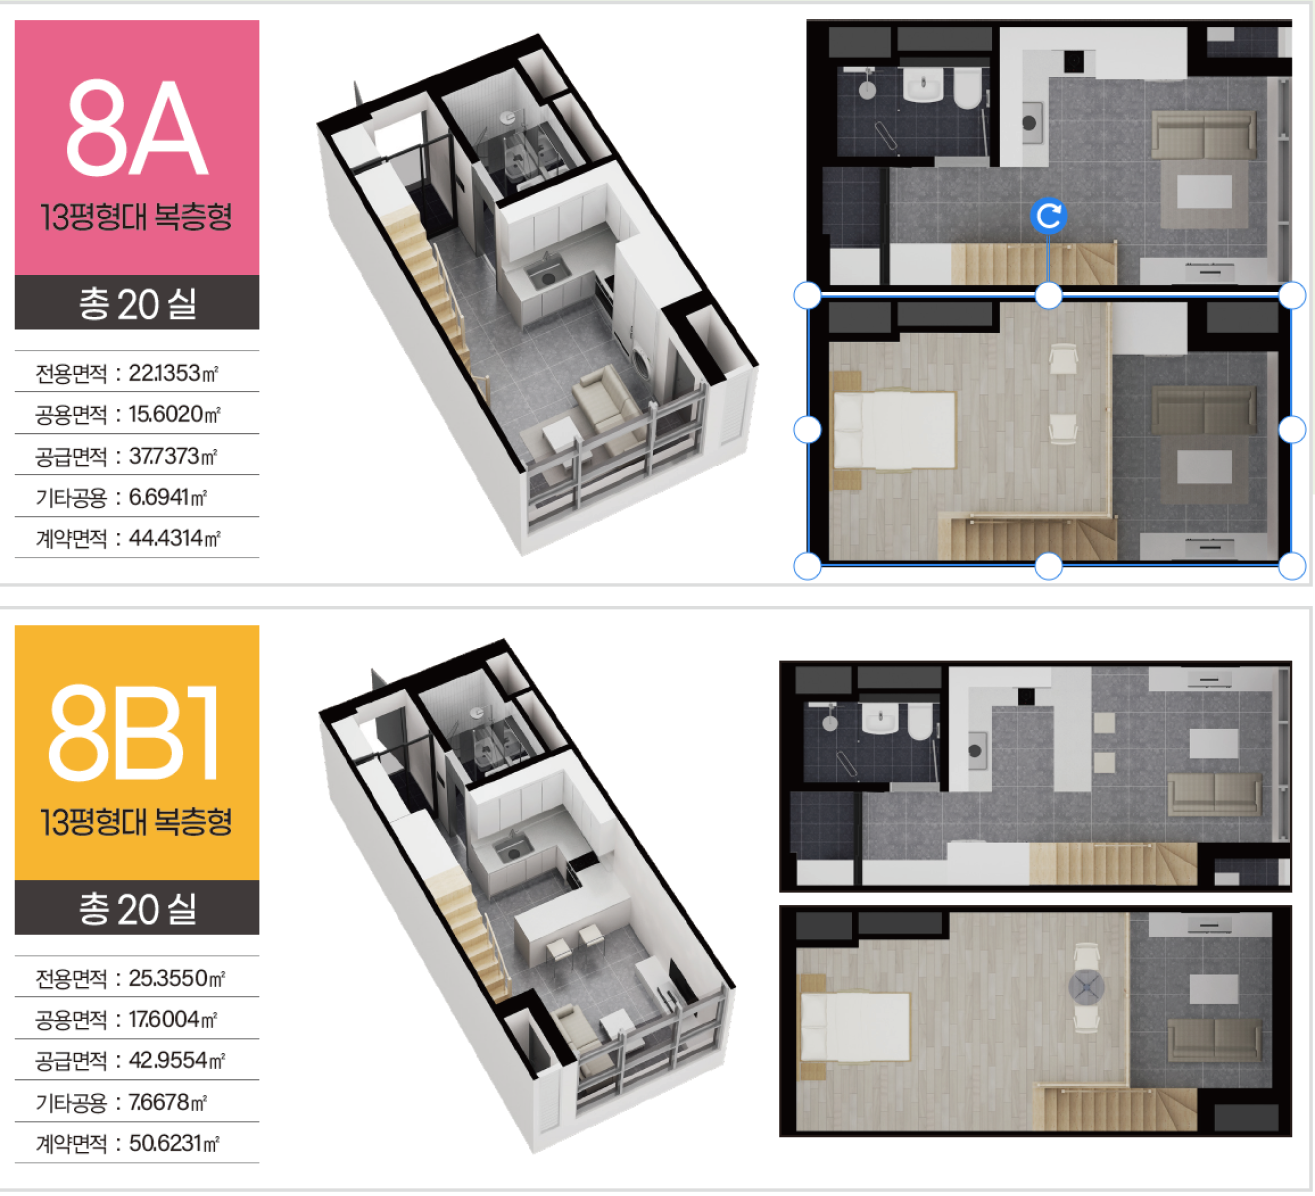 8A
13평형대 복층형
총 20 실
전용면적 : 22.1353㎡
공용면적 : 15.6020㎡
공급면적 : 37.7373㎡
기타공용 : 6.6941㎡
계약면적 : 44.4314㎡
8B1
13평형대 복층형
총 20 실
전용면적 : 25.3550㎡
공용면적 : 17.6004㎡
공급면적 : 42.9554㎡
기타공용 : 7.6678㎡
계약면적 : 50.6231㎡